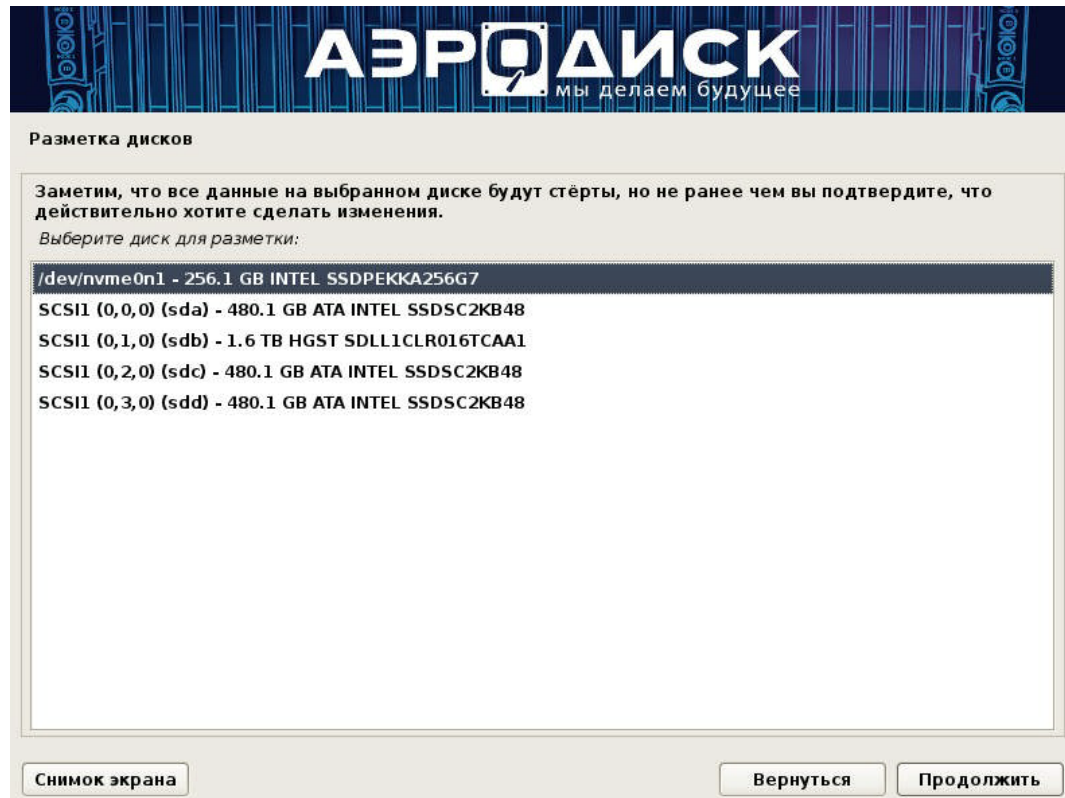 АЭРОДИСК
мы делаем будущее
Разметка дисков
Заметим, что все данные на выбранном диске будут стёрты, но не ранее чем вы подтвердите, что
действительно хотите сделать изменения.
Выберите диск для разметки:
/dev/nvme0n1 - 256.1 GB INTEL SSDPEKKA256G7
SCSI1 (0,0,0) (sda) - 480.1 GB ATA INTEL SSDSC2KB48
SCSI1 (0,1,0) (sdb) - 1.6 TB HGST SDLL1CLR016TCAA1
SCSI1 (0,2,0) (sdc) - 480.1 GB ATA INTEL SSDSC2KB48
SCSI1 (0,3,0) (sdd) - 480.1 GB ATA INTEL SSDSC2KB48
Снимок экрана
Вернуться
Продолжить